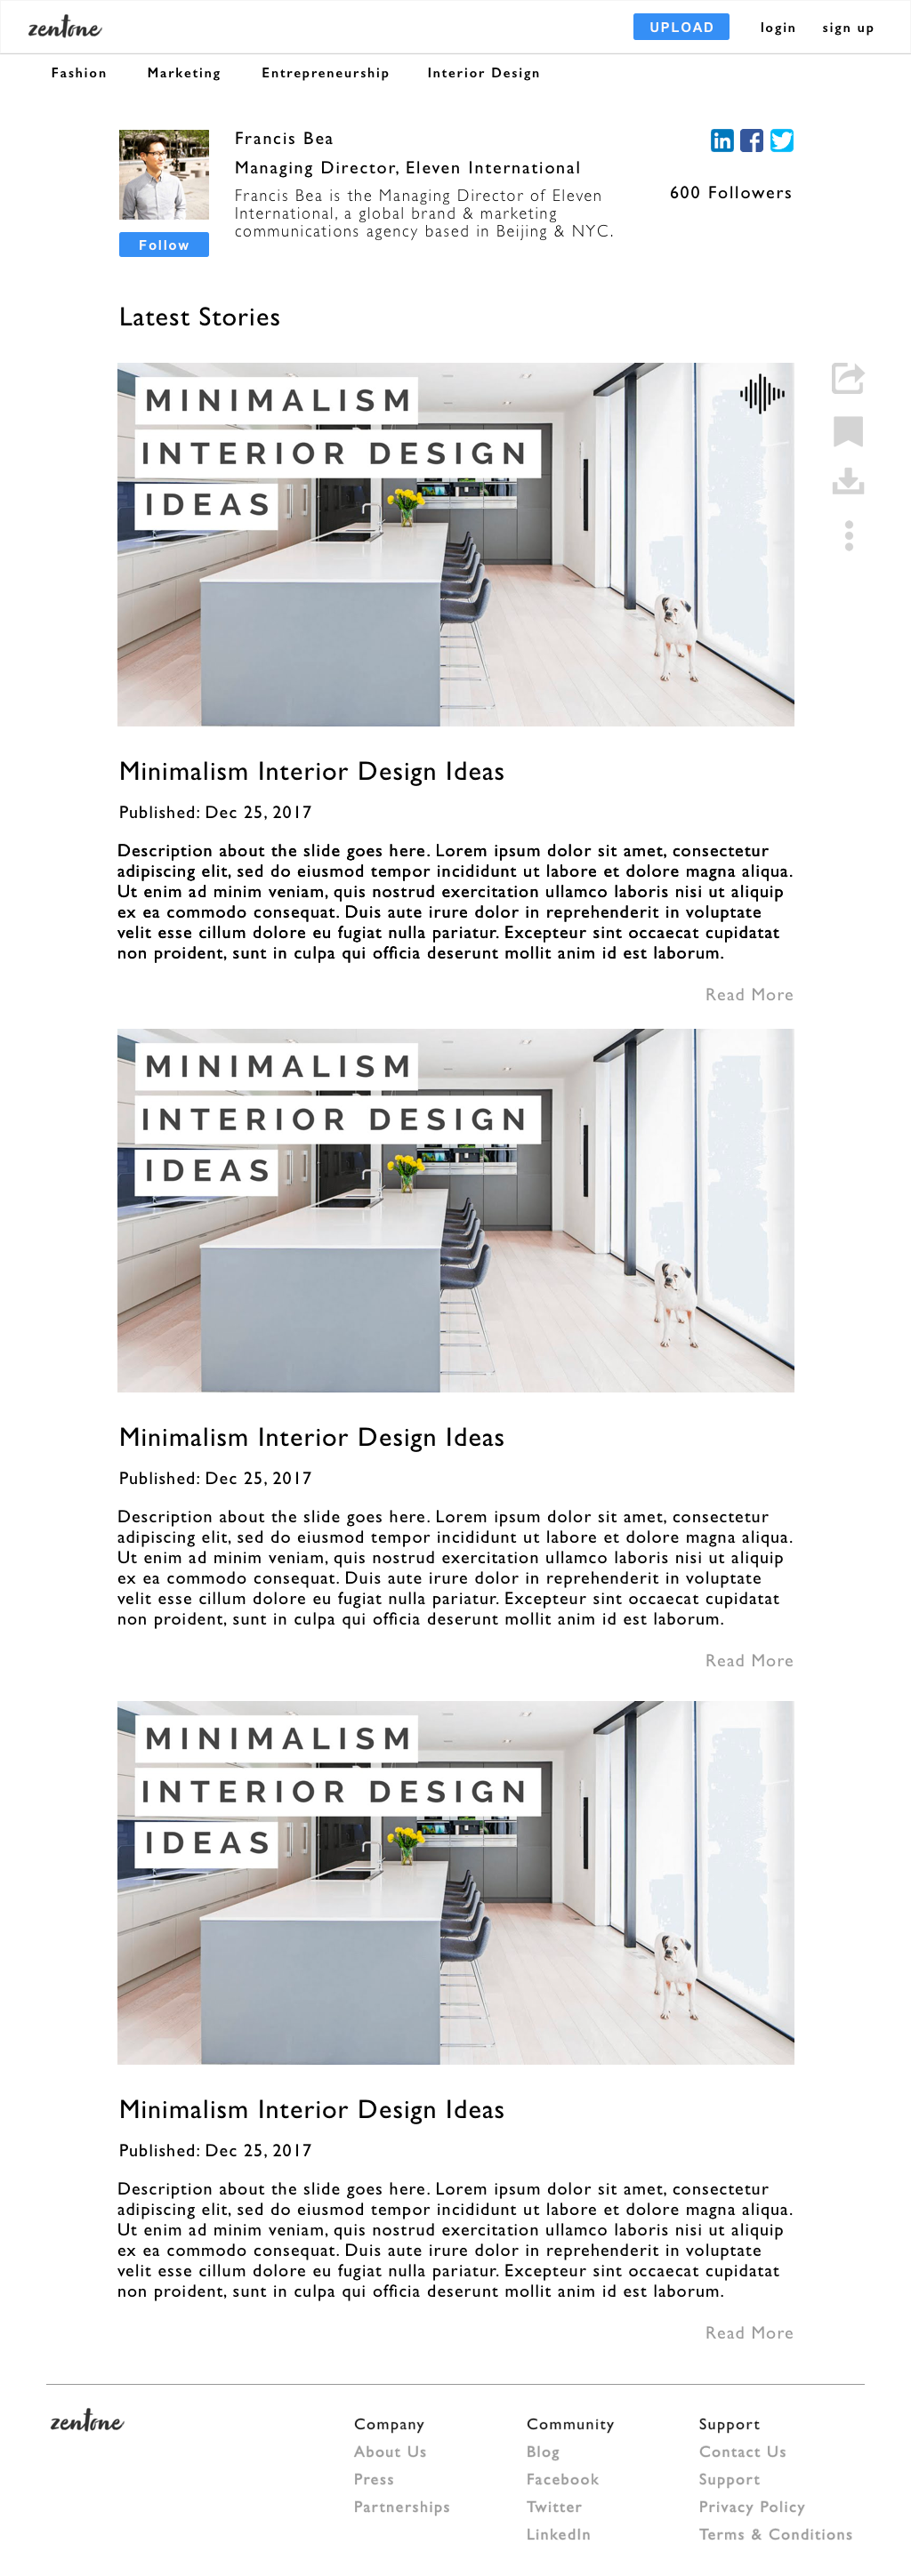 zentone
UPLOAD
login
sign up
Fashion
Marketing
Entrepreneurship
Interior Design
Francis Bea
Managing Director, Eleven International
Francis Bea is the Managing Director of Eleven
International, a global brand & marketing
communications agency based in Beijing & NYC.
600 Followers
Follow
Latest Stories
MINIMALISM
INTERIOR DESIGN
IDEAS
Minimalism Interior Design Ideas
Published: Dec 25, 2017
Description about the slide goes here. Lorem ipsum dolor sit amet, consectetur
adipiscing elit, sed do eiusmod tempor incididunt ut labore et dolore magna aliqua.
Ut enim ad minim veniam, quis nostrud exercitation ullamco laboris nisi ut aliquip
ex ea commodo consequat. Duis aute irure dolor in reprehenderit in voluptate
velit esse cillum dolore eu fugiat nulla pariatur. Excepteur sint occaecat cupidatat
non proident, sunt in culpa qui officia deserunt mollit anim id est laborum.
Read More
MINIMALISM
INTERIOR DESIGN
IDEAS
Minimalism Interior Design Ideas
Published: Dec 25, 2017
Description about the slide goes here. Lorem ipsum dolor sit amet, consectetur
adipiscing elit, sed do eiusmod tempor incididunt ut labore et dolore magna aliqua.
Ut enim ad minim veniam, quis nostrud exercitation ullamco laboris nisi ut aliquip
ex ea commodo consequat. Duis aute irure dolor in reprehenderit in voluptate
velit esse cillum dolore eu fugiat nulla pariatur. Excepteur sint occaecat cupidatat
non proident, sunt in culpa qui officia deserunt mollit anim id est laborum.
Read More
MINIMALISM
INTERIOR DESIGN
IDEAS
Minimalism Interior Design Ideas
Published: Dec 25, 2017
Description about the slide goes here. Lorem ipsum dolor sit amet, consectetur
adipiscing elit, sed do eiusmod tempor incididunt ut labore et dolore magna aliqua.
Ut enim ad minim veniam, quis nostrud exercitation ullamco laboris nisi ut aliquip
ex ea commodo consequat. Duis aute irure dolor in reprehenderit in voluptate
velit esse cillum dolore eu fugiat nulla pariatur. Excepteur sint occaecat cupidatat
non proident, sunt in culpa qui officia deserunt mollit anim id est laborum.
Read More
zentone
Company
About Us
Press
Partnerships
Community
Blog
Facebook
Twitter
LinkedIn
Support
Contact Us
Support
Privacy Policy
Terms & Conditions